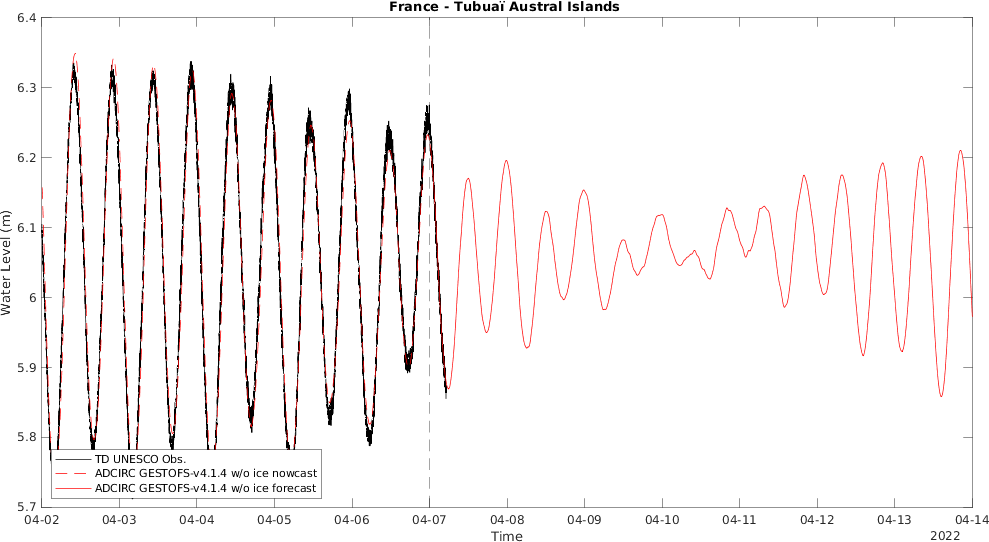 France - Tubuaï Austral Islands
6.4
6.3
6.2
6.1
6
5.9
5.8
5.7
Water Level (m)
TD UNESCO Obs.
ADCIRC GESTOFS-v4.1.4 w/o ice nowcast
ADCIRC GESTOFS-v4.1.4 w/o ice forecast
04-02 04-03 04-04 04-05 04-06 04-07 04-08 04-09 04-10 04-11 04-12 04-13 04-14
Time
2022